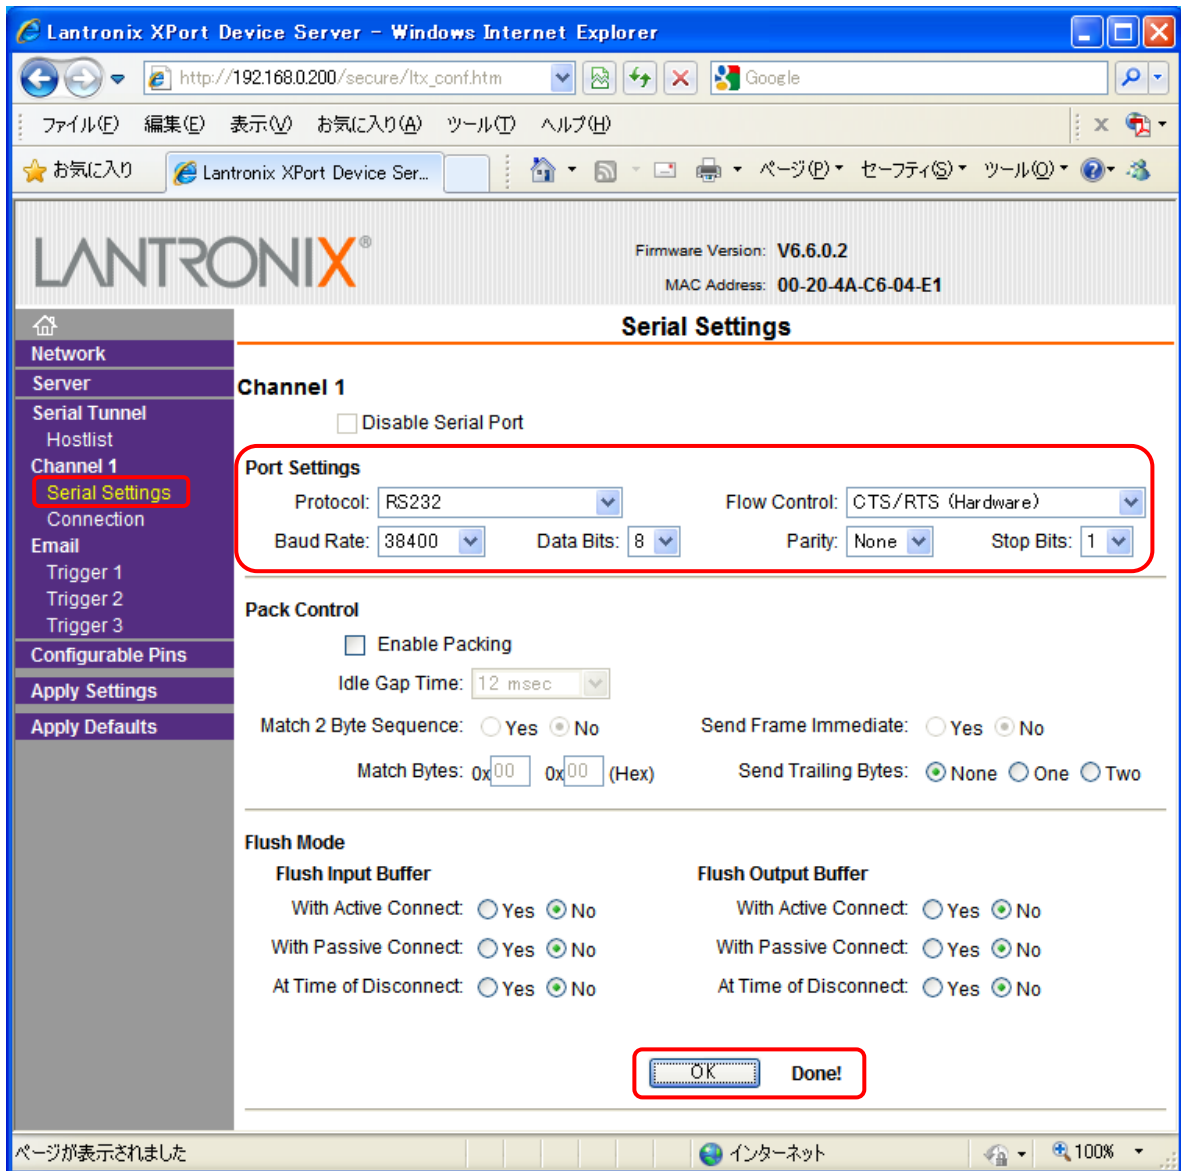 Lantronix XPort Device Server - Windows Internet Explorer
http://192.168.0.200/secure/ltx_conf.htm
Google
ファイル(F) 編集(E) 表示(V) お気に入り(A) ツール(T) ヘルプ(H)
お気に入り
Lantronix XPort Device Ser...
ページ(P) セーフティ(S) ツール(O)
LANTRONIX®
Firmware Version: V6.6.0.2
MAC Address: 00-20-4A-C6-04-E1
Network
Server
Serial Tunnel
Hostlist
Channel 1
Serial Settings
Connection
Email
Trigger 1
Trigger 2
Trigger 3
Configurable Pins
Apply Settings
Apply Defaults
Serial Settings
Channel 1
Disable Serial Port
Port Settings
Protocol: RS232 Flow Control: CTS/RTS (Hardware)
Baud Rate: 38400 Data Bits: 8 Parity: None Stop Bits: 1
Pack Control
Enable Packing
Idle Gap Time: 12 msec
Match 2 Byte Sequence: Yes No Send Frame Immediate: Yes No
Match Bytes: 0x00 0x00 (Hex) Send Trailing Bytes: None One Two
Flush Mode
Flush Input Buffer Flush Output Buffer
With Active Connect: Yes No With Active Connect: Yes No
With Passive Connect: Yes No With Passive Connect: Yes No
At Time of Disconnect: Yes No At Time of Disconnect: Yes No
OK Done!
ページが表示されました インターネット 100%